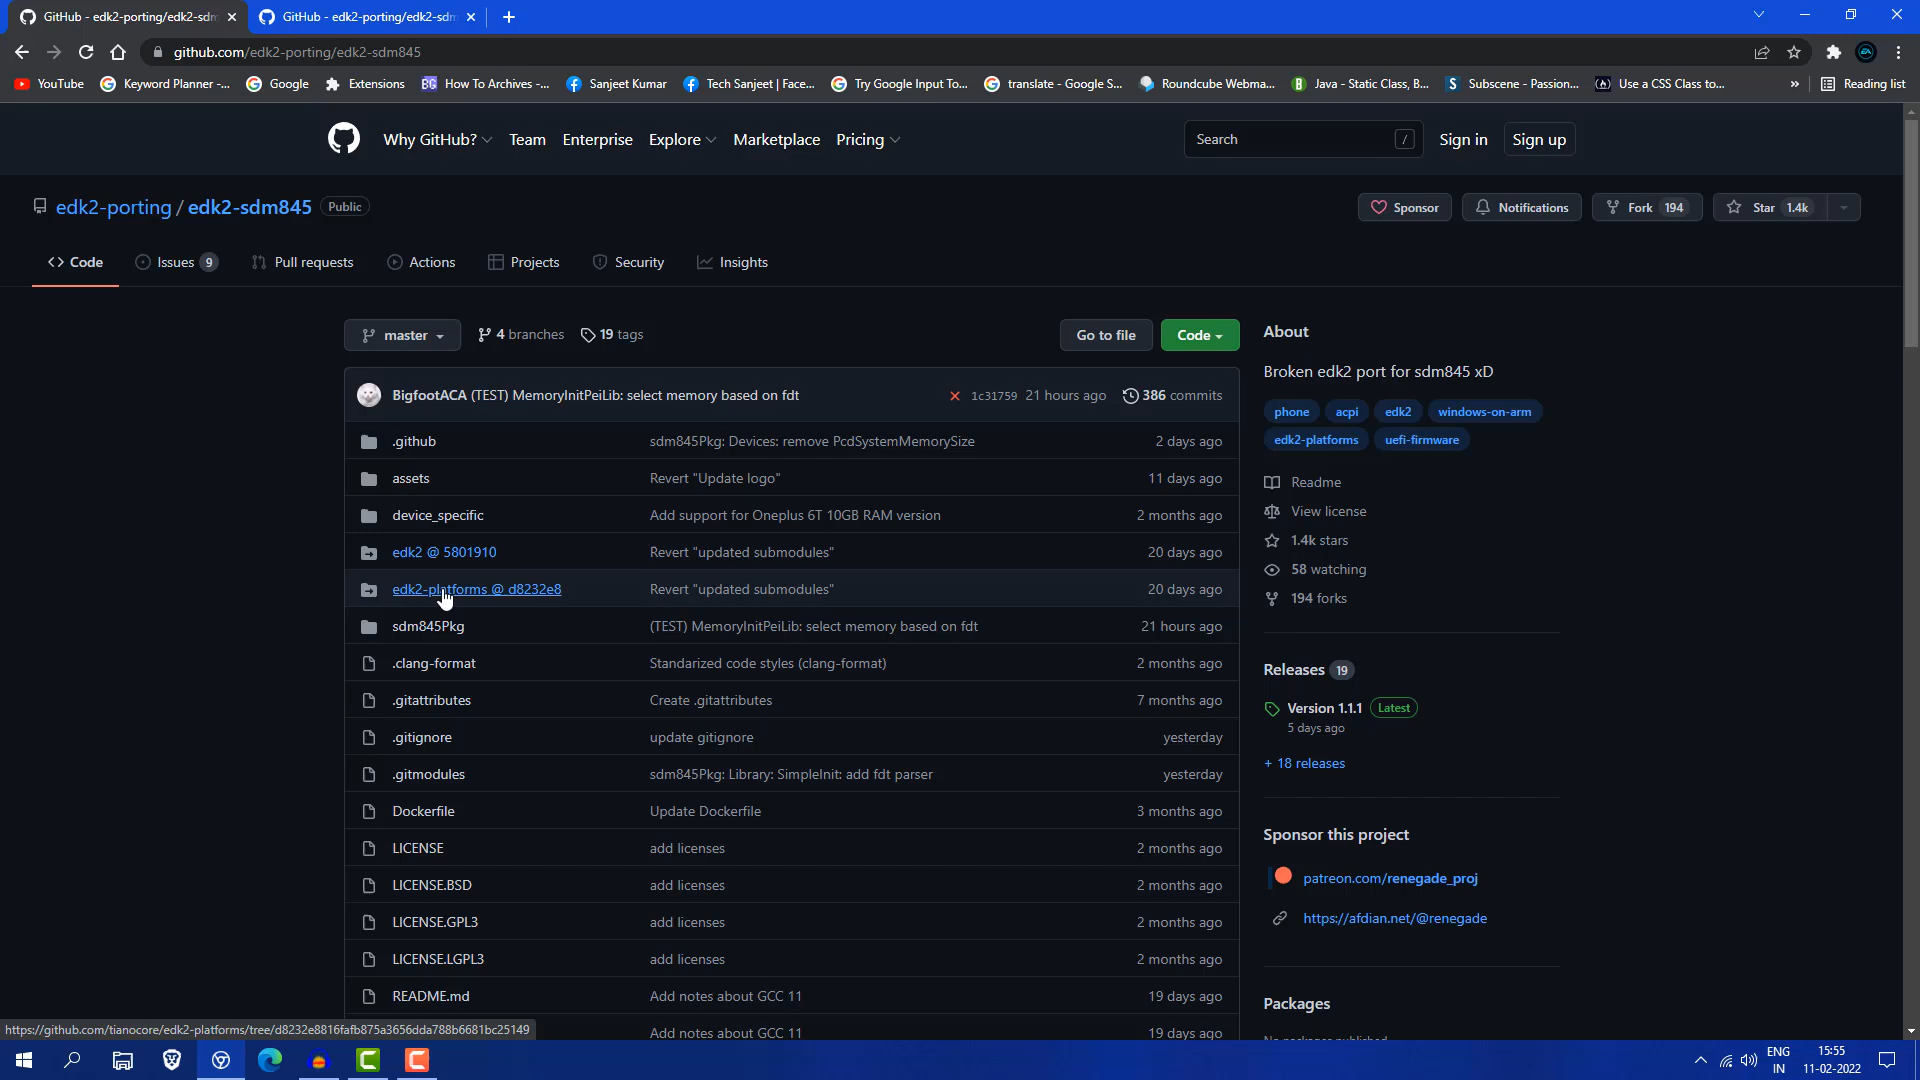 GitHub - edk2-porting/edk2-sdm
GitHub - edk2-porting/edk2-sdm
github.com/edk2-porting/edk2-sdm845
YouTube
Keyword Planner -...
Google
Extensions
How To Archives -...
Sanjeet Kumar
Tech Sanjeet | Face...
Try Google Input To...
translate - Google S...
Roundcube Webma...
Java - Static Class, B...
Subscene - Passion...
Use a CSS Class to...
»
Reading list
Why GitHub?
Team
Enterprise
Explore
Marketplace
Pricing
Search /
Sign in
Sign up
edk2-porting / edk2-sdm845 Public
Sponsor
Notifications
Fork 194
Star 1.4k
Code
Issues 9
Pull requests
Actions
Projects
Security
Insights
master
4 branches
19 tags
Go to file
Code
BigfootACA (TEST) MemoryInitPeiLib: select memory based on fdt 1c31759 21 hours ago 386 commits
.github sdm845Pkg: Devices: remove PcdSystemMemorySize 2 days ago
assets Revert "Update logo" 11 days ago
device_specific Add support for Oneplus 6T 10GB RAM version 2 months ago
edk2 @ 5801910 Revert "updated submodules" 20 days ago
edk2-platforms @ d8232e8 Revert "updated submodules" 20 days ago
sdm845Pkg (TEST) MemoryInitPeiLib: select memory based on fdt 21 hours ago
.clang-format Standarized code styles (clang-format) 2 months ago
.gitattributes Create .gitattributes 7 months ago
.gitignore update gitignore yesterday
.gitmodules sdm845Pkg: Library: SimpleInit: add fdt parser yesterday
Dockerfile Update Dockerfile 3 months ago
LICENSE add licenses 2 months ago
LICENSE.BSD add licenses 2 months ago
LICENSE.GPL3 add licenses 2 months ago
LICENSE.LGPL3 add licenses 2 months ago
README.md Add notes about GCC 11 19 days ago
Add notes about GCC 11 19 days ago
About
Broken edk2 port for sdm845 xD
phone acpi edk2 windows-on-arm
edk2-platforms uefi-firmware
Readme
View license
1.4k stars
58 watching
194 forks
Releases 19
Version 1.1.1 Latest
5 days ago
+ 18 releases
Sponsor this project
patreon.com/renegade_proj
https://afdian.net/@renegade
Packages
No packages published
https://github.com/tianocore/edk2-platforms/tree/d8232e8816fafb875a3656dda788b6681bc25149
ENG
IN
15:55
11-02-2022